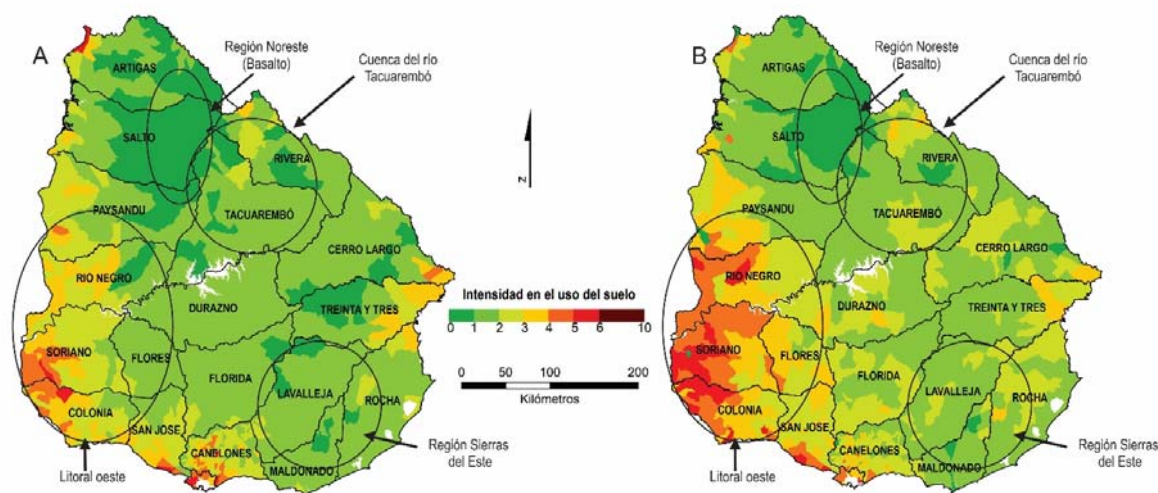 A
Región Noreste
(Basalto)
Cuenca del río
Tacuarembó
ARTIGAS
SALTO
RIVERA
PAYSANDU
TACUAREMBÓ
CERRO LARGO
RIO NEGRO
DURAZNO
TREINTA Y TRES
SORIANO
FLORES
FLORIDA
LAVALLEJA
ROCHA
COLONIA
SAN JOSE
CANELONES
MALDONADO
Litoral oeste
Región Sierras
del Este
N
Intensidad en el uso del suelo
0 1 2 3 4 5 6 10
0 50 100 200
Kilómetros
B
Región Noreste
(Basalto)
Cuenca del río
Tacuarembó
ARTIGAS
SALTO
RIVERA
PAYSANDU
TACUAREMBÓ
CERRO LARGO
RIO NEGRO
DURAZNO
TREINTA Y TRES
SORIANO
FLORES
FLORIDA
LAVALLEJA
ROCHA
COLONIA
SAN JOSE
CANELONES
MALDONADO
Litoral oeste
Región Sierras
del Este